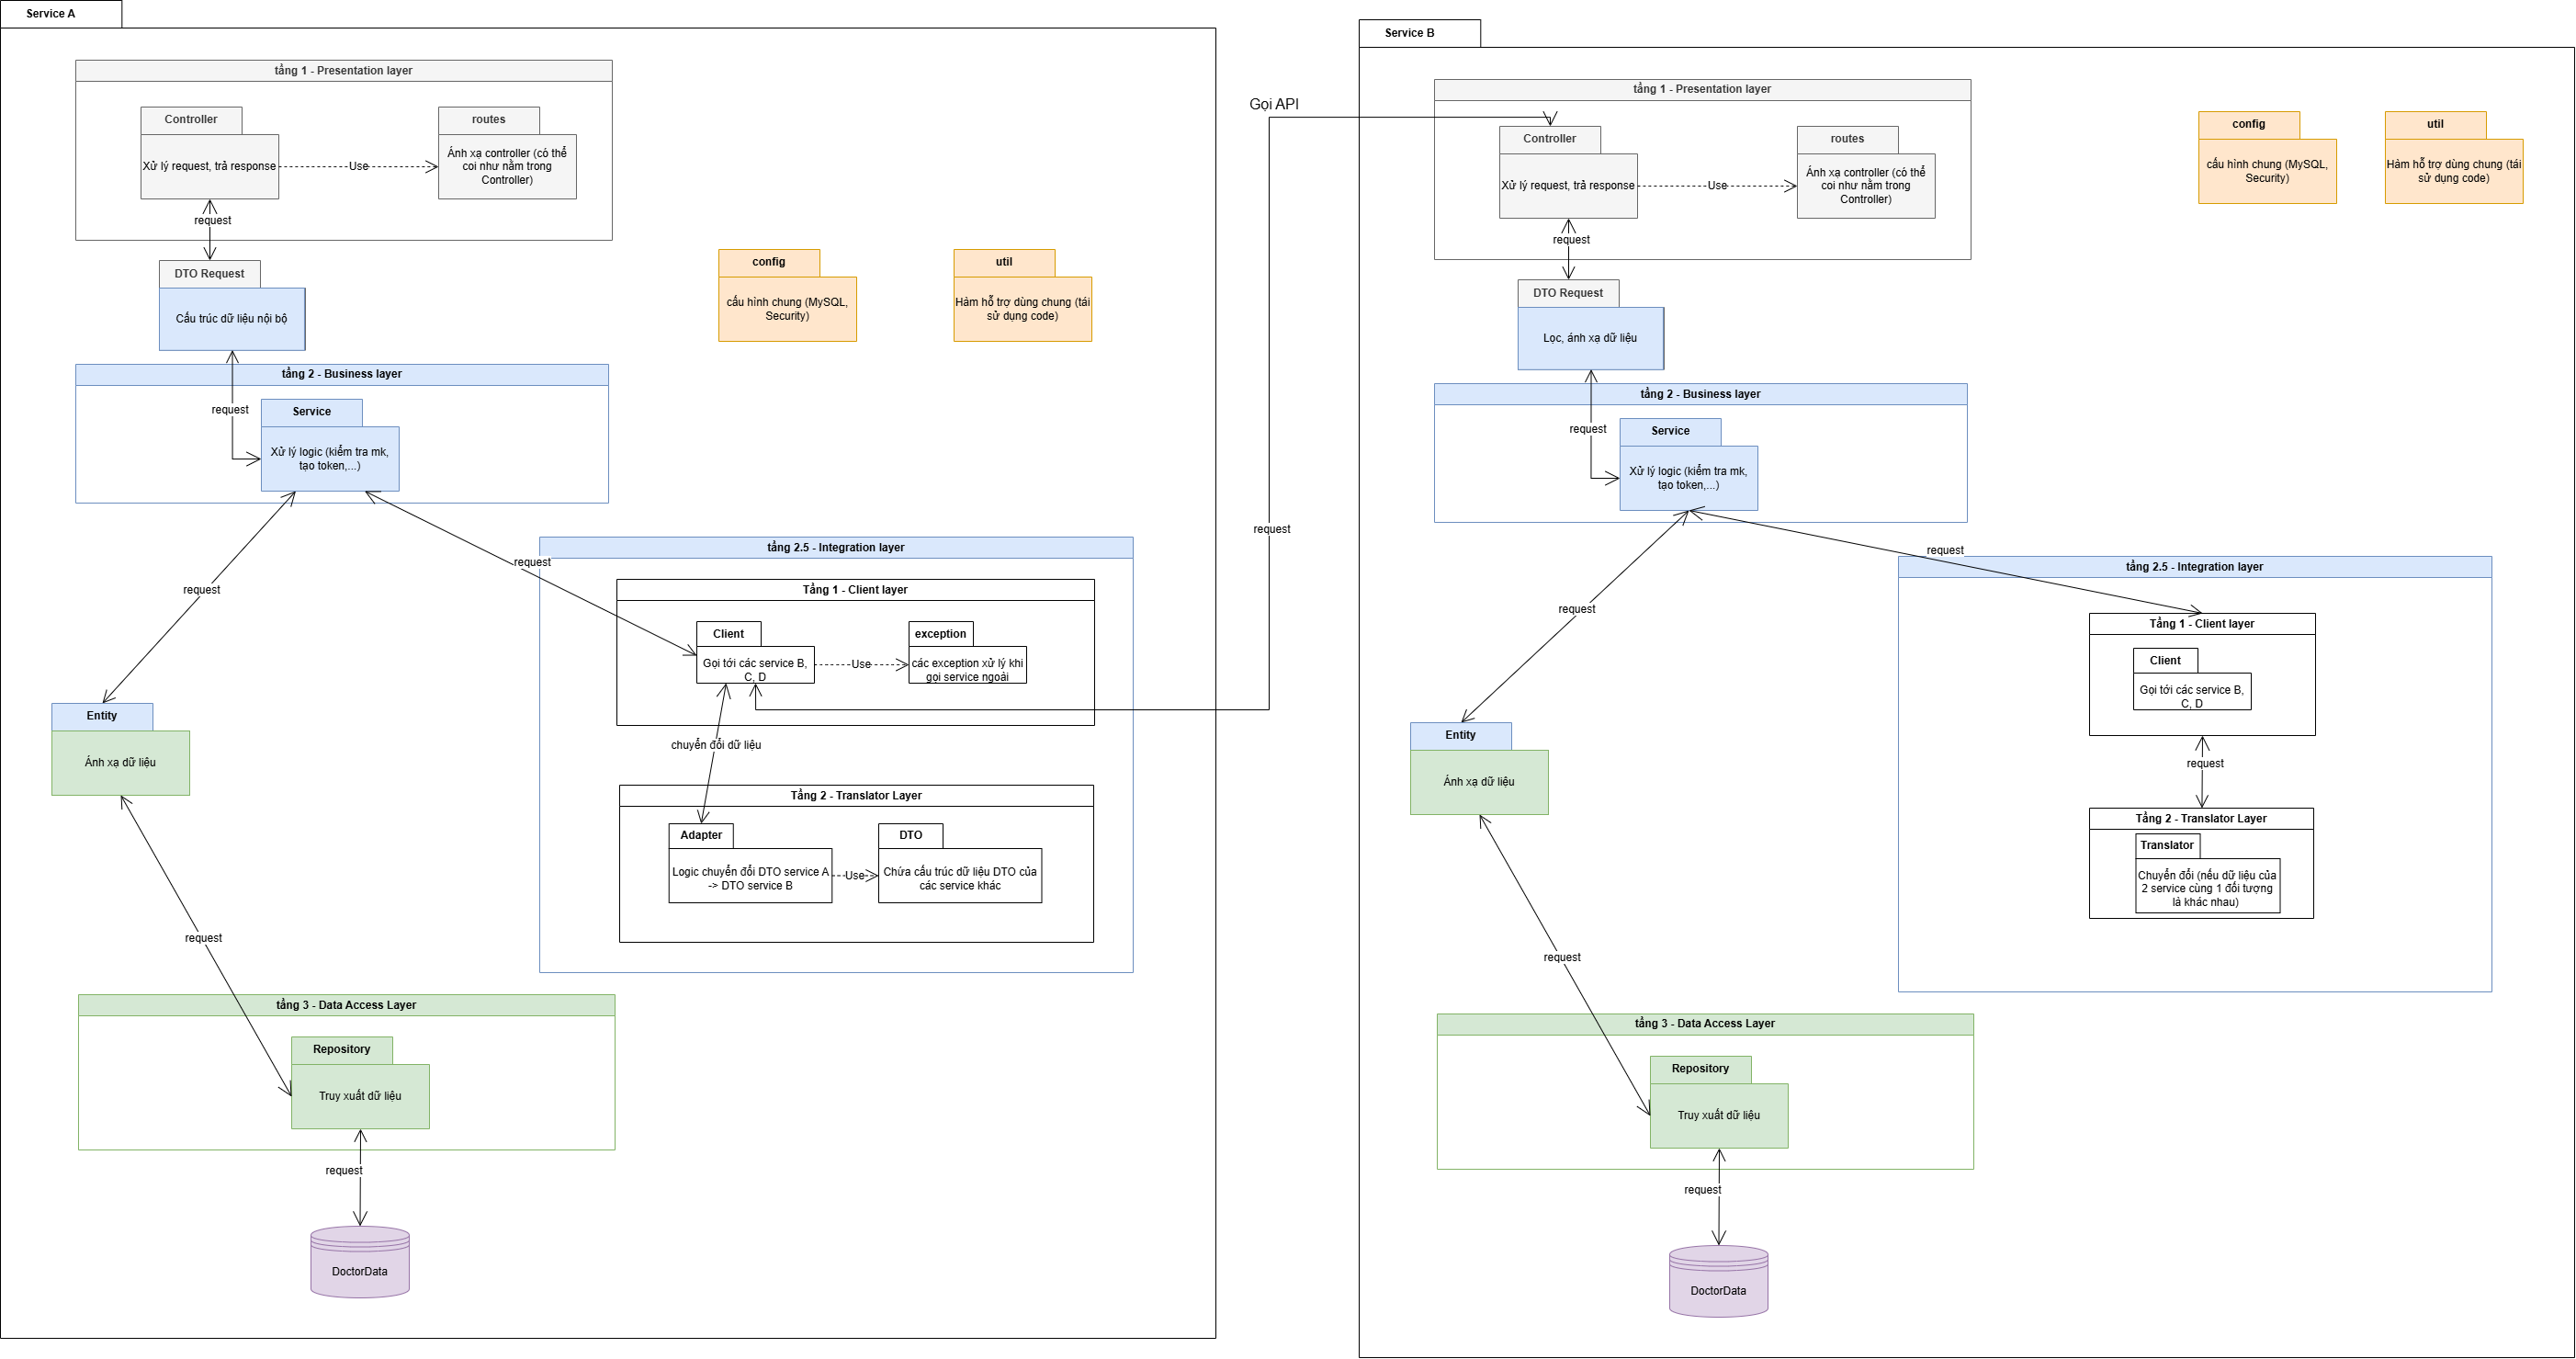 Service A
tầng 1 - Presentation layer
Controller
Xử lý request, trả response
Use
routes
Ánh xạ controller (có thể
coi như nằm trong
Controller)
request
DTO Request
Cấu trúc dữ liệu nội bộ
config
cấu hình chung (MySQL,
Security)
util
Hàm hỗ trợ dùng chung (tái
sử dụng code)
tầng 2 - Business layer
request
Service
Xử lý logic (kiểm tra mk,
tạo token,...)
request
request
tầng 2.5 - Integration layer
Tầng 1 - Client layer
Client
Gọi tới các service B,
C, D
Use
exception
các exception xử lý khi
gọi service ngoài
chuyển đổi dữ liệu
Tầng 2 - Translator Layer
Adapter
Logic chuyển đổi DTO service A
-> DTO service B
Use
DTO
Chứa cấu trúc dữ liệu DTO của
các service khác
Entity
Ánh xạ dữ liệu
request
tầng 3 - Data Access Layer
Repository
Truy xuất dữ liệu
request
DoctorData
Gọi API
request
Service B
tầng 1 - Presentation layer
Controller
Xử lý request, trả response
Use
routes
Ánh xạ controller (có thể
coi như nằm trong
Controller)
request
config
cấu hình chung (MySQL,
Security)
util
Hàm hỗ trợ dùng chung (tái
sử dụng code)
DTO Request
Lọc, ánh xạ dữ liệu
tầng 2 - Business layer
request
Service
Xử lý logic (kiểm tra mk,
tạo token,...)
request
request
tầng 2.5 - Integration layer
Tầng 1 - Client layer
Client
Gọi tới các service B,
C, D
request
Tầng 2 - Translator Layer
Translator
Chuyển đổi (nếu dữ liệu của
2 service cùng 1 đối tượng
là khác nhau)
Entity
Ánh xạ dữ liệu
request
tầng 3 - Data Access Layer
Repository
Truy xuất dữ liệu
request
DoctorData